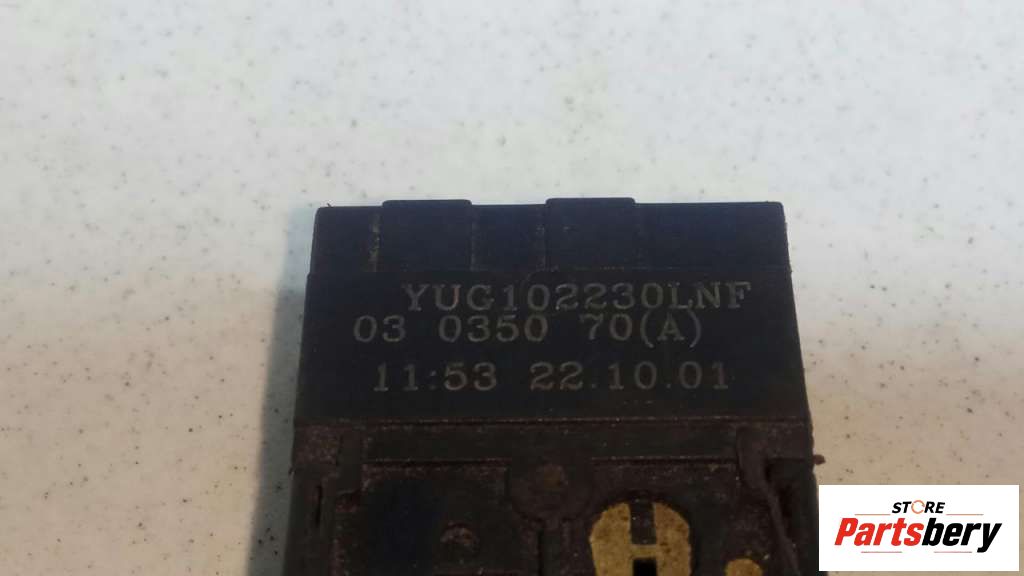 YUG102230LNF
03 0350 70(A)
11:53 22.10.01
H
STORE
Partsbery